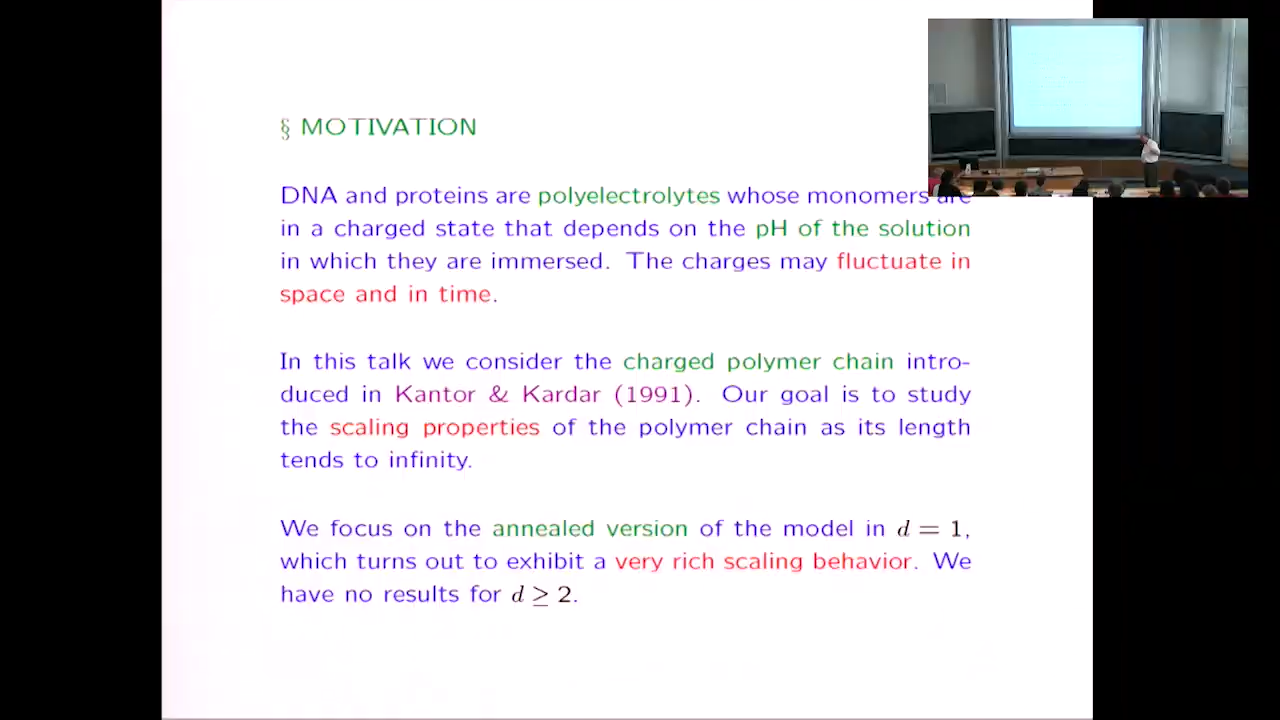 § MOTIVATION
DNA and proteins are polyelectrolytes whose monomers are
in a charged state that depends on the pH of the solution
in which they are immersed. The charges may fluctuate in
space and in time.
In this talk we consider the charged polymer chain intro-
duced in Kantor & Kardar (1991). Our goal is to study
the scaling properties of the polymer chain as its length
tends to infinity.
We focus on the annealed version of the model in d = 1,
which turns out to exhibit a very rich scaling behavior. We
have no results for d ≥ 2.